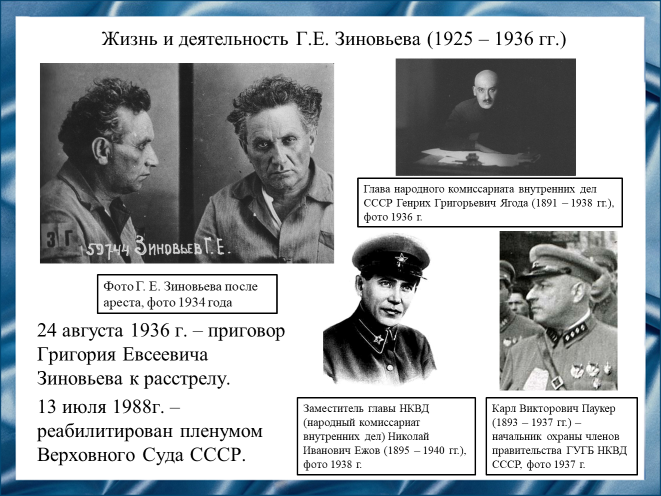 Жизнь и деятельность Г.Е. Зиновьева (1925 – 1936 гг.)
З Г.
59744 Зиновьев Г. Е.
Фото Г. Е. Зиновьева после
ареста, фото 1934 года
Глава народного комиссариата внутренних дел
СССР Генрих Григорьевич Ягода (1891 – 1938 гг.),
фото 1936 г.
24 августа 1936 г. – приговор
Григория Евсеевича
Зиновьева к расстрелу.
13 июля 1988г. –
реабилитирован пленумом
Верховного Суда СССР.
Заместитель главы НКВД
(народный комиссариат
внутренних дел) Николай
Иванович Ежов (1895 – 1940 гг.),
фото 1938 г.
Карл Викторович Паукер
(1893 – 1937 гг.) –
начальник охраны членов
правительства ГУГБ НКВД
СССР, фото 1937 г.